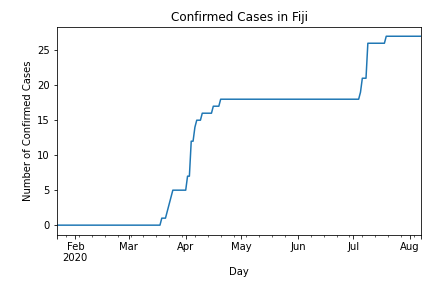 Confirmed Cases in Fiji
Number of Confirmed Cases
25
20
15
10
5
0
Feb Mar Apr May Jun Jul Aug
2020
Day